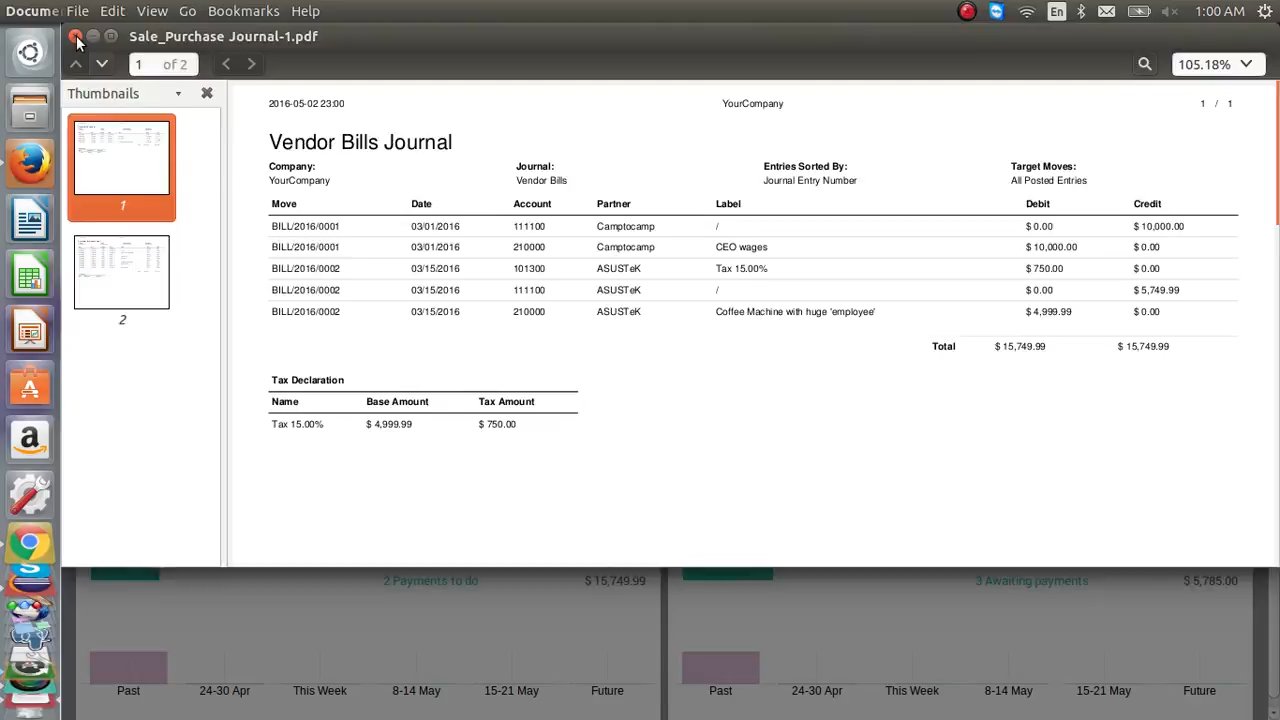 Docume File Edit View Go Bookmarks Help En 1:00 AM
Sale_Purchase Journal-1.pdf
1 of 2 105.18%
Thumbnails
1
2
2016-05-02 23:00 YourCompany 1 / 1
Vendor Bills Journal
Company: Journal: Entries Sorted By: Target Moves:
YourCompany Vendor Bills Journal Entry Number All Posted Entries
Move Date Account Partner Label Debit Credit
BILL/2016/0001 03/01/2016 111100 Camptocamp / $ 0.00 $ 10,000.00
BILL/2016/0001 03/01/2016 210000 Camptocamp CEO wages $ 10,000.00 $ 0.00
BILL/2016/0002 03/15/2016 101300 ASUSTeK Tax 15.00% $ 750.00 $ 0.00
BILL/2016/0002 03/15/2016 111100 ASUSTeK / $ 0.00 $ 5,749.99
BILL/2016/0002 03/15/2016 210000 ASUSTeK Coffee Machine with huge 'employee' $ 4,999.99 $ 0.00
Total $ 15,749.99 $ 15,749.99
Tax Declaration
Name Base Amount Tax Amount
Tax 15.00% $ 4,999.99 $ 750.00
2 Payments to do $ 15,749.99 3 Awaiting payments $ 5,785.00
Past 24-30 Apr This Week 8-14 May 15-21 May Future Past 24-30 Apr This Week 8-14 May 15-21 May Future